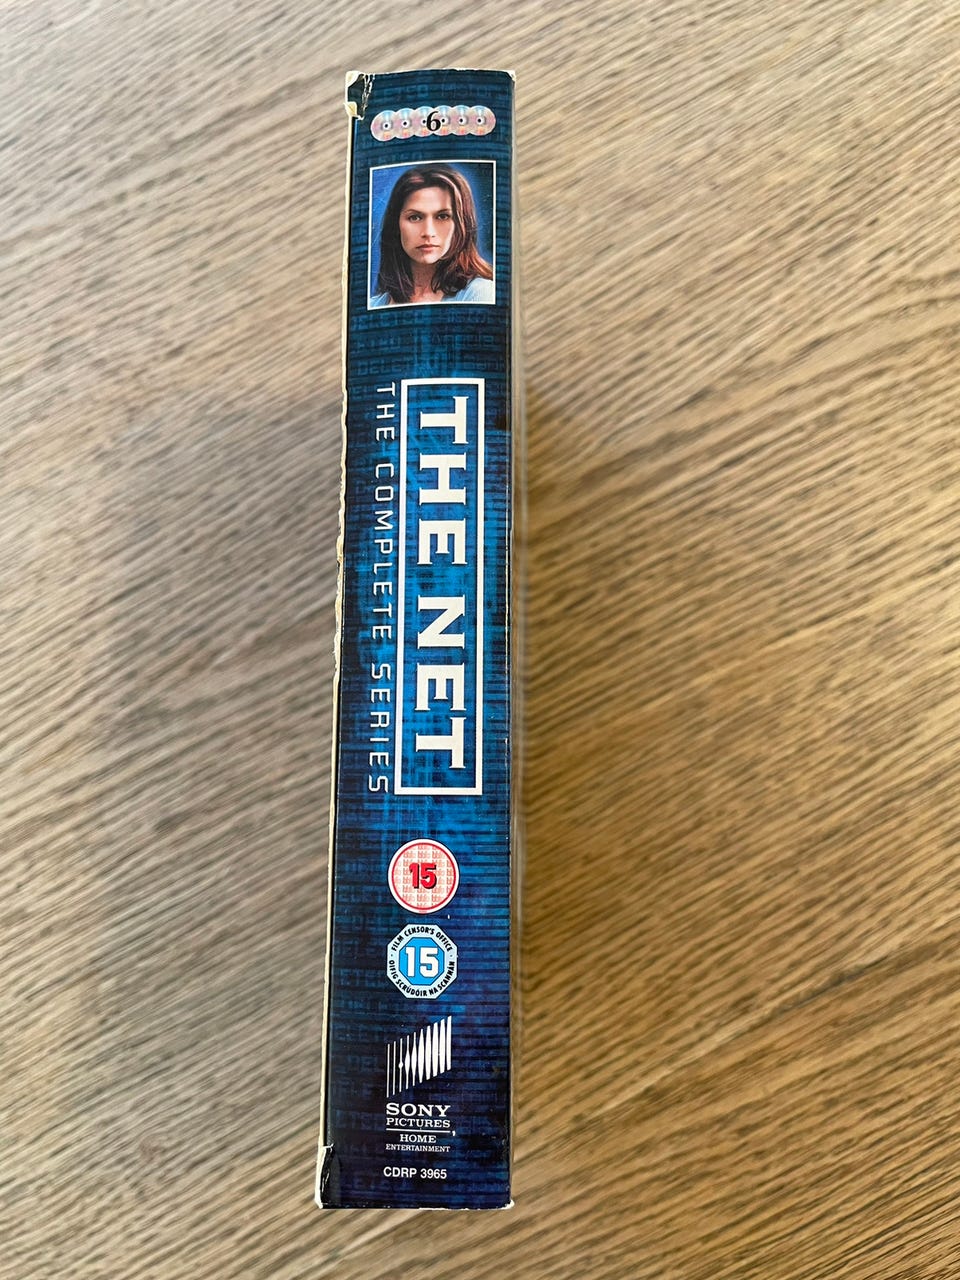 6
THE NET
THE COMPLETE SERIES
15
FILM CENSOR'S OFFICE
15
OIFIG SCRÚDÓIR NA SCANNÁN
SONY
PICTURES
HOME
ENTERTAINMENT
CDRP 3965